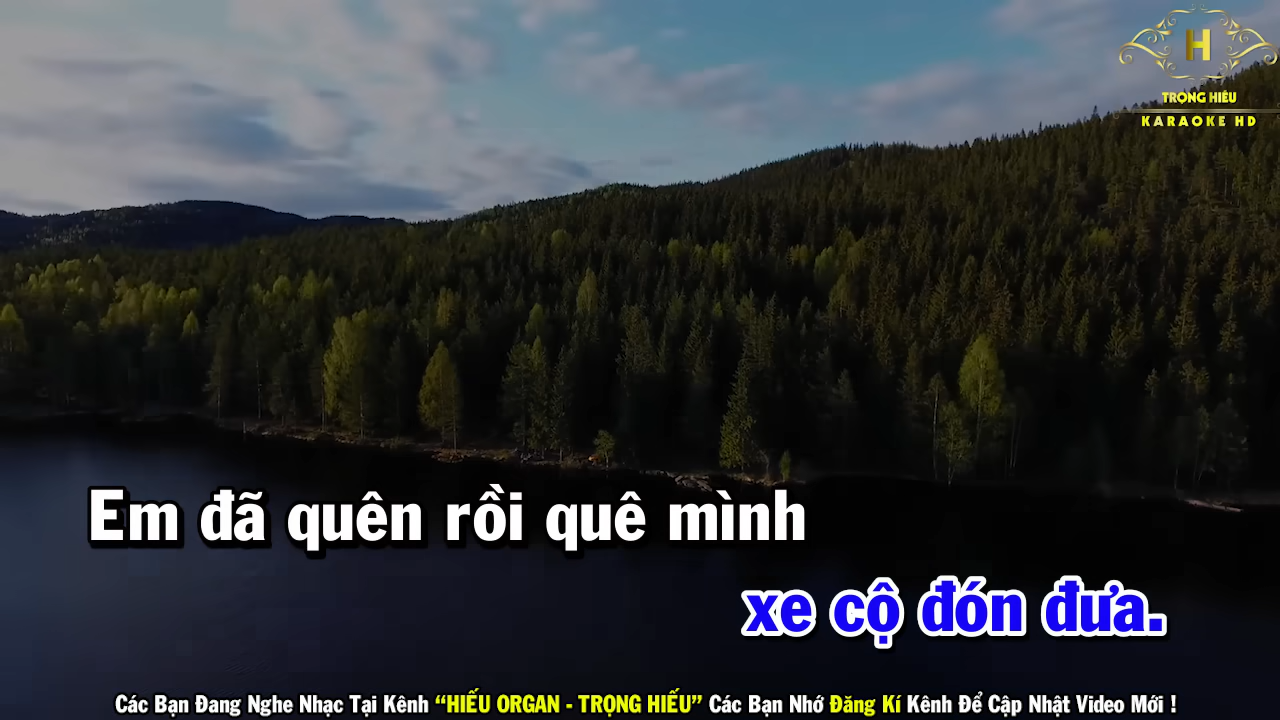 H
TRỌNG HIẾU
KARAOKE HD
Em đã quên rồi quê mình
xe cộ đón đưa.
Các Bạn Đang Nghe Nhạc Tại Kênh “HIẾU ORGAN - TRỌNG HIẾU” Các Bạn Nhớ Đăng Kí Kênh Để Cập Nhật Video Mới !